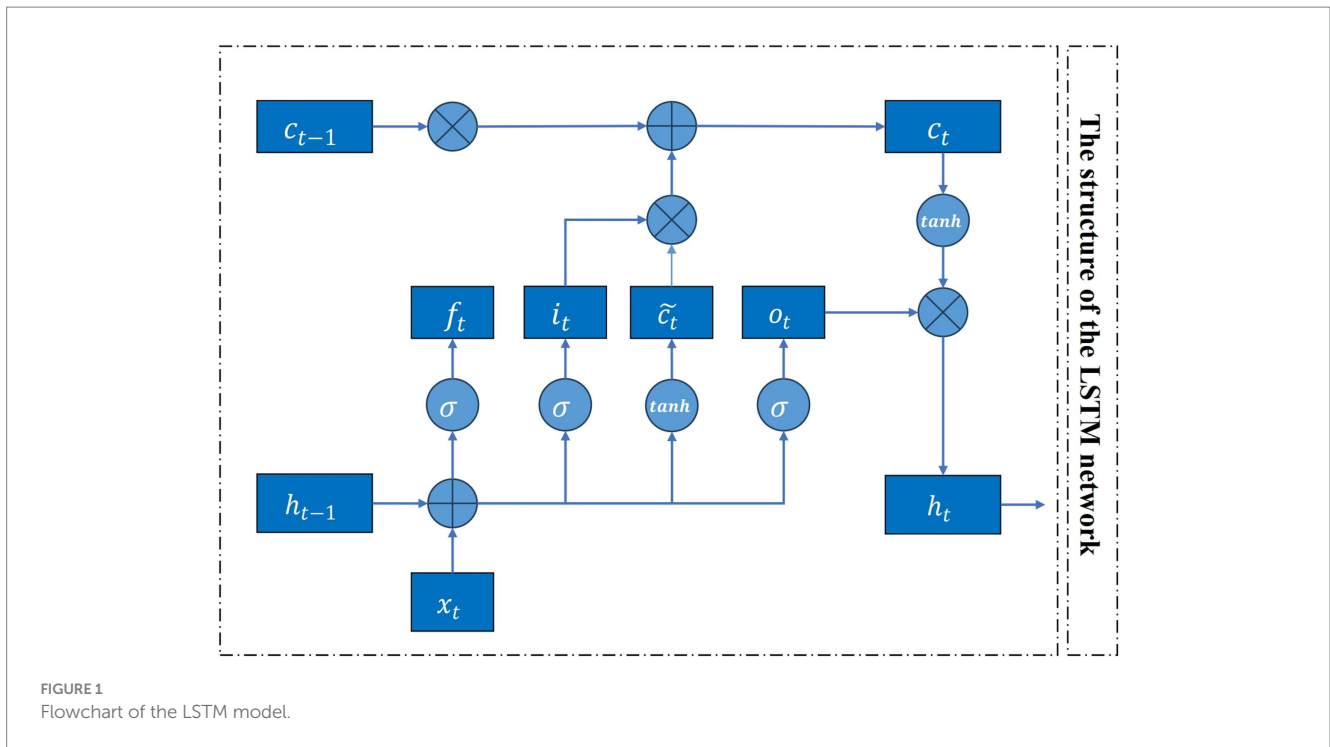 c_{t−1}
c_t
tanh
f_t
i_t
c̃_t
o_t
σ
σ
tanh
σ
h_{t−1}
h_t
x_t
The structure of the LSTM network
FIGURE 1
Flowchart of the LSTM model.